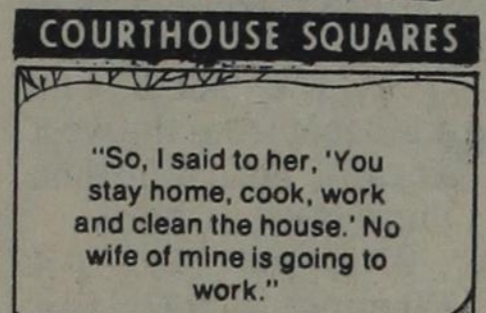 COURTHOUSE SQUARES
"So, I said to her, 'You
stay home, cook, work
and clean the house.' No
wife of mine is going to
work."